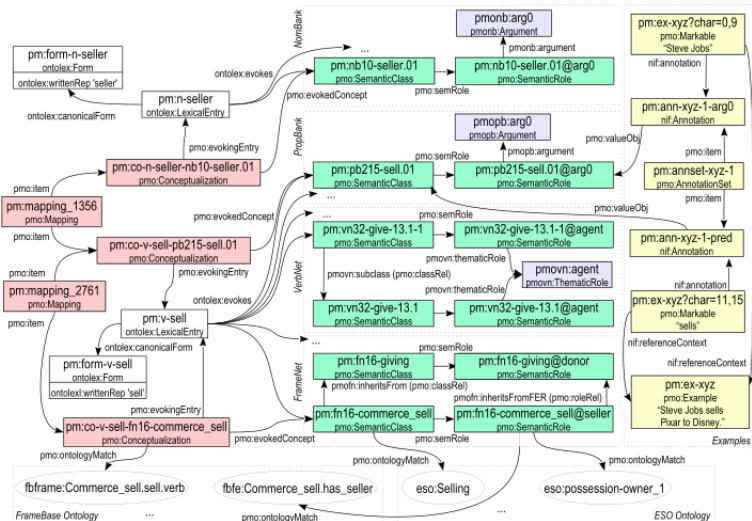 NomBank
pmonb:arg0
pmonb:Argument
pmonb:argument
...
pm:nb10-seller.01
pmo:SemanticClass
pmo:semRole
pm:nb10-seller.01@arg0
pmo:SemanticRole
pm:form-n-seller
ontolex:Form
ontolex:writtenRep 'seller'
ontolex:canonicalForm
pm:n-seller
ontolex:LexicalEntry
ontolex:evokes
pmo:evokedConcept
pmo:evokingEntry
pm:co-n-seller-nb10-seller.01
pmo:Conceptualization
pmo:item
pm:mapping_1356
pmo:Mapping
pmo:item
pm:co-v-sell-pb215-sell.01
pmo:Conceptualization
pmo:evokedConcept
pmo:item
pm:mapping_2761
pmo:Mapping
pmo:item
pmo:evokingEntry
ontolex:evokes
pm:v-sell
ontolex:LexicalEntry
ontolex:canonicalForm
pm:form-v-sell
ontolex:Form
ontolex:writtenRep 'sell'
pmo:evokingEntry
pm:co-v-sell-fn16-commerce_sell
pmo:Conceptualization
pmo:evokedConcept
PropBank
pmopb:arg0
pmopb:Argument
pmo:semRole
pmopb:argument
pm:pb215-sell.01
pmo:SemanticClass
pm:pb215-sell.01@arg0
pmo:SemanticRole
...
VerbNet
...
pmo:semRole
pm:vn32-give-13.1-1
pmo:SemanticClass
pm:vn32-give-13.1-1@agent
pmo:SemanticRole
pmovn:thematicRole
pmovn:subclass (pmo:classRel)
pmovn:agent
pmovn:ThematicRole
pmovn:thematicRole
pm:vn32-give-13.1
pmo:SemanticClass
pm:vn32-give-13.1@agent
pmo:SemanticRole
...
FrameNet
pmo:semRole
pm:fn16-giving
pmo:SemanticClass
pm:fn16-giving@donor
pmo:SemanticRole
pmofn:inheritsFrom (pmo:classRel)
pmofn:inheritsFromFER (pmo:roleRel)
pm:fn16-commerce_sell
pmo:SemanticClass
pm:fn16-commerce_sell@seller
pmo:SemanticRole
pmo:semRole
pm:ex-xyz?char=0,9
pmo:Markable
"Steve Jobs"
nif:annotation
pm:ann-xyz-1-arg0
nif:Annotation
pmo:valueObj
pmo:item
pm:annset-xyz-1
pmo:AnnotationSet
pmo:item
pmo:valueObj
pm:ann-xyz-1-pred
nif:Annotation
nif:annotation
pm:ex-xyz?char=11,15
pmo:Markable
"sells"
nif:referenceContext
nif:referenceContext
pm:ex-xyz
pmo:Example
"Steve Jobs sells
Pixar to Disney."
Examples
pmo:ontologyMatch
pmo:ontologyMatch
pmo:ontologyMatch
fbframe:Commerce_sell.sell.verb
fbfe:Commerce_sell.has_seller
eso:Selling
eso:possession-owner_1
FrameBase Ontology
...
pmo:ontologyMatch
...
ESO Ontology